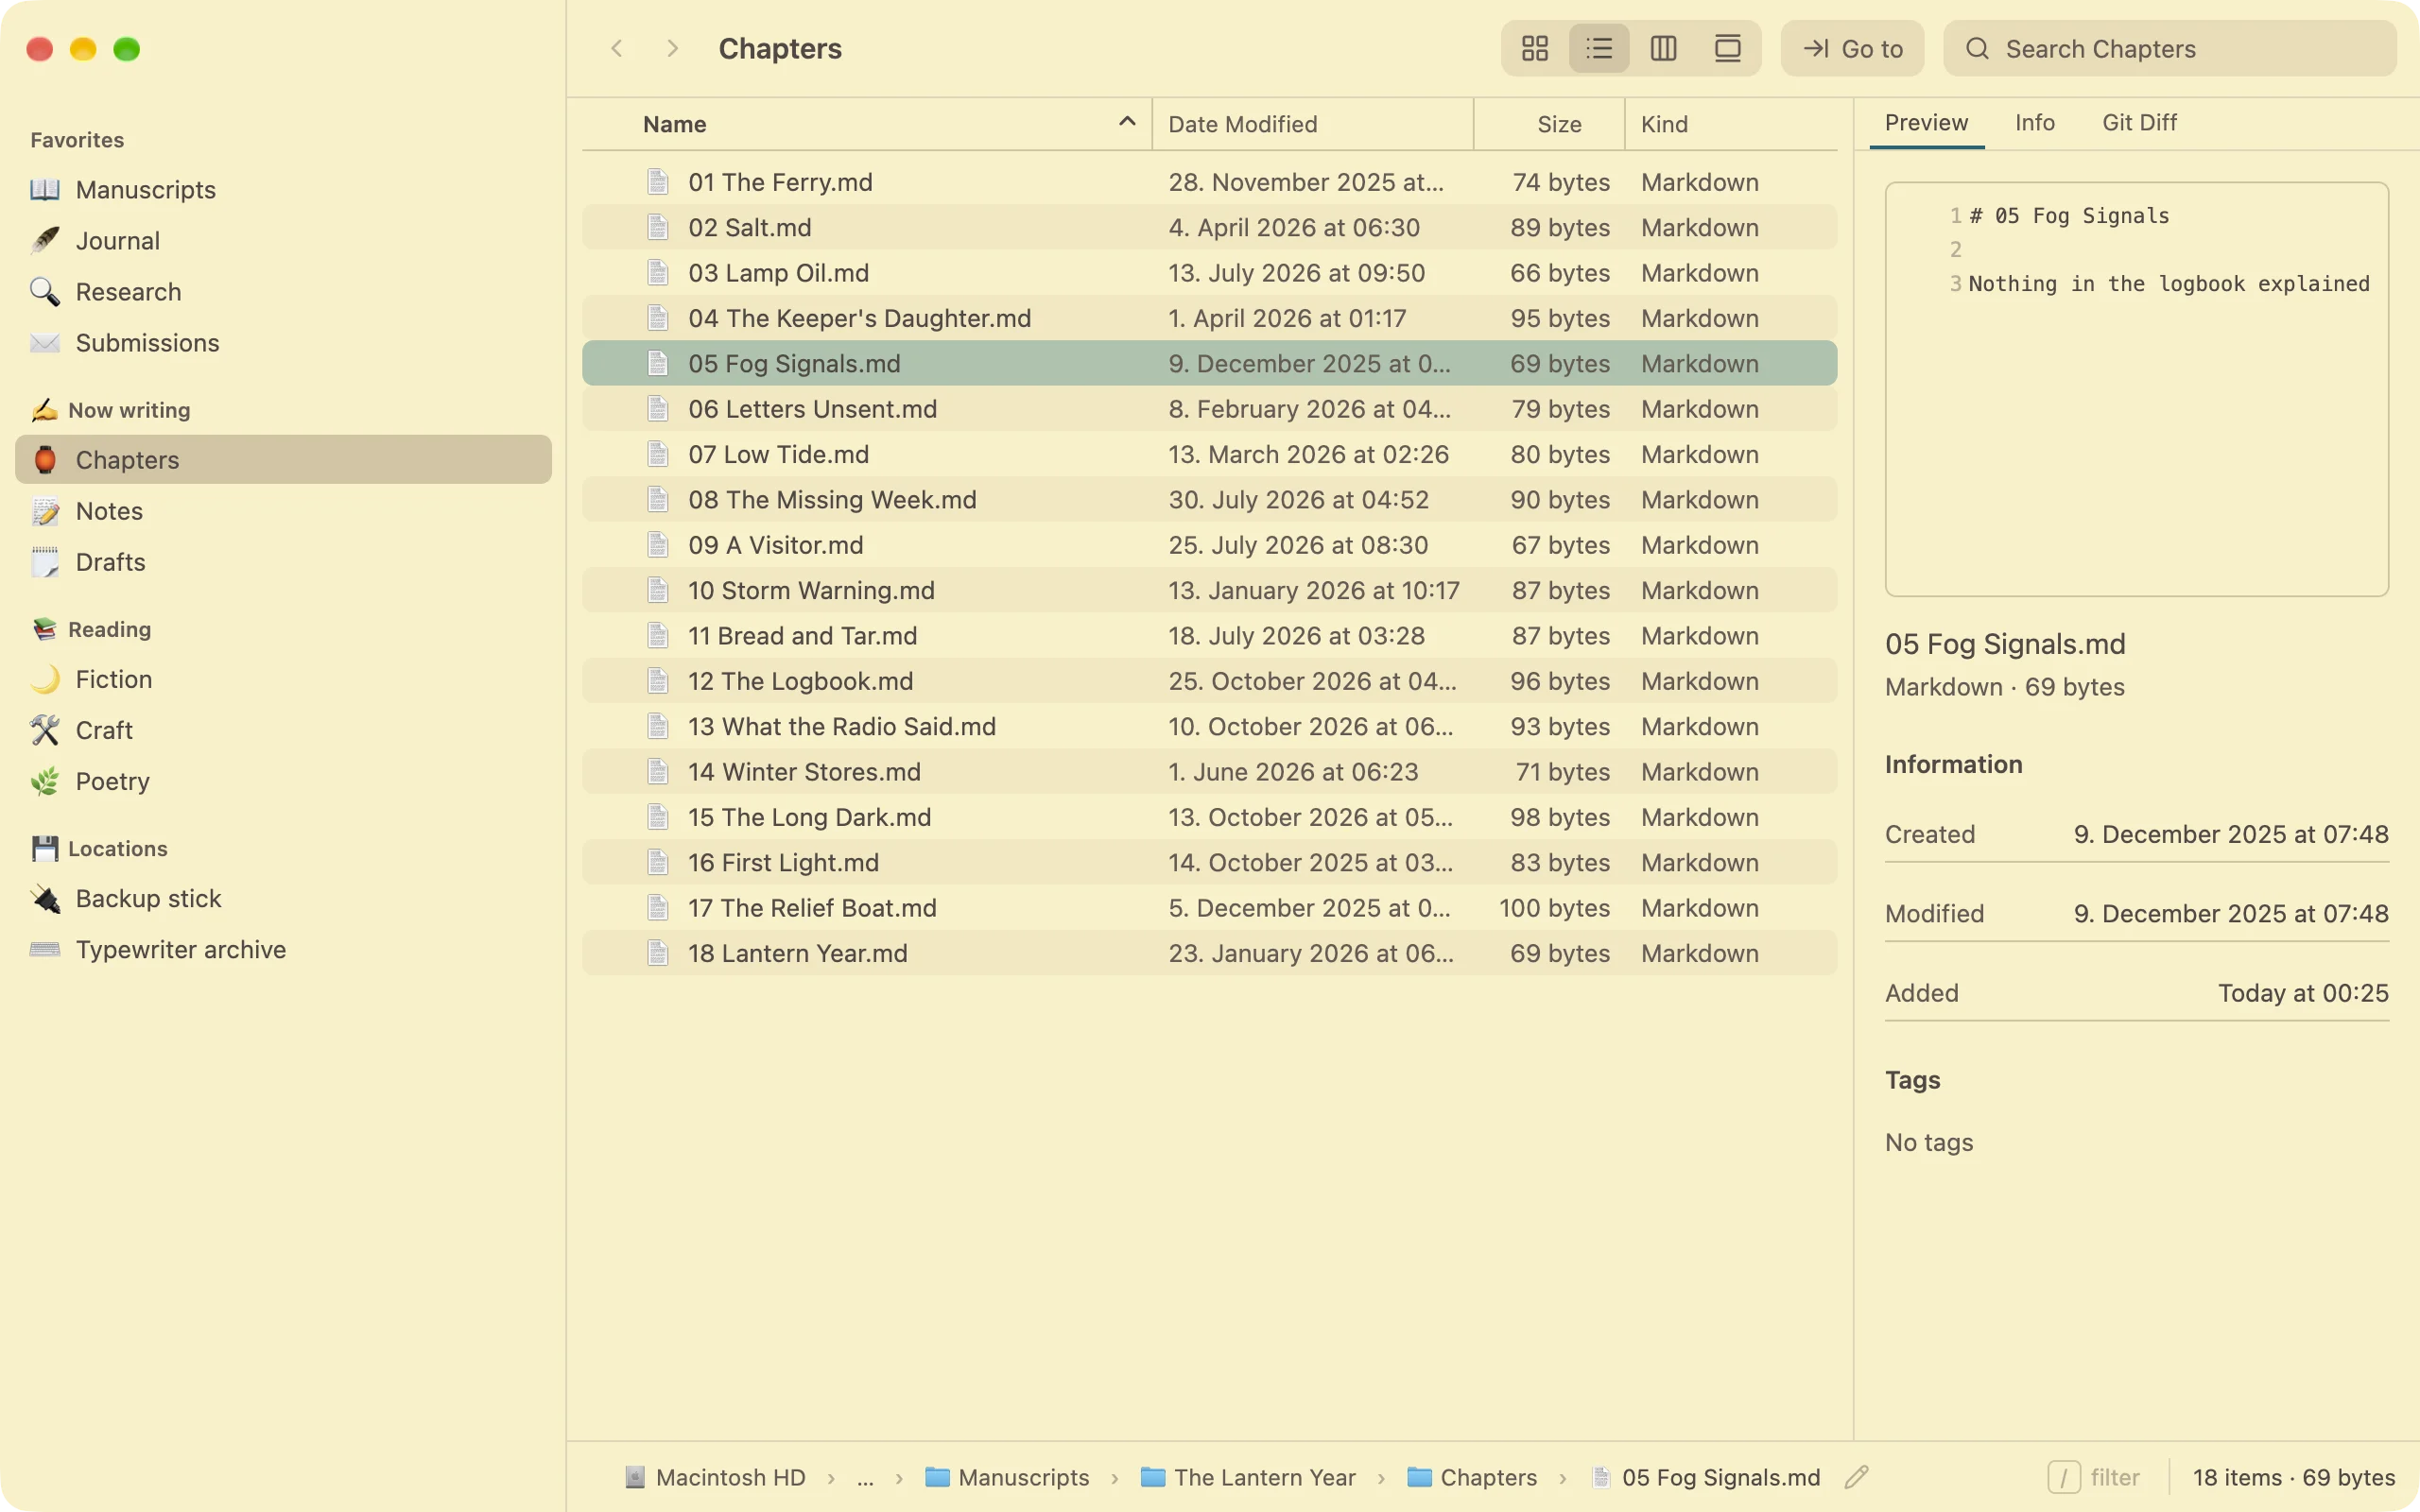 Favorites
Manuscripts
Journal
Research
Submissions
Now writing
Chapters
Notes
Drafts
Reading
Fiction
Craft
Poetry
Locations
Backup stick
Typewriter archive
Chapters
Go to
Search Chapters
Name Date Modified Size Kind
01 The Ferry.md 28. November 2025 at... 74 bytes Markdown
02 Salt.md 4. April 2026 at 06:30 89 bytes Markdown
03 Lamp Oil.md 13. July 2026 at 09:50 66 bytes Markdown
04 The Keeper's Daughter.md 1. April 2026 at 01:17 95 bytes Markdown
05 Fog Signals.md 9. December 2025 at 0... 69 bytes Markdown
06 Letters Unsent.md 8. February 2026 at 04... 79 bytes Markdown
07 Low Tide.md 13. March 2026 at 02:26 80 bytes Markdown
08 The Missing Week.md 30. July 2026 at 04:52 90 bytes Markdown
09 A Visitor.md 25. July 2026 at 08:30 67 bytes Markdown
10 Storm Warning.md 13. January 2026 at 10:17 87 bytes Markdown
11 Bread and Tar.md 18. July 2026 at 03:28 87 bytes Markdown
12 The Logbook.md 25. October 2026 at 04... 96 bytes Markdown
13 What the Radio Said.md 10. October 2026 at 06... 93 bytes Markdown
14 Winter Stores.md 1. June 2026 at 06:23 71 bytes Markdown
15 The Long Dark.md 13. October 2026 at 05... 98 bytes Markdown
16 First Light.md 14. October 2025 at 03... 83 bytes Markdown
17 The Relief Boat.md 5. December 2025 at 0... 100 bytes Markdown
18 Lantern Year.md 23. January 2026 at 06... 69 bytes Markdown
Preview Info Git Diff
1 # 05 Fog Signals
2
3 Nothing in the logbook explained
05 Fog Signals.md
Markdown · 69 bytes
Information
Created 9. December 2025 at 07:48
Modified 9. December 2025 at 07:48
Added Today at 00:25
Tags
No tags
Macintosh HD › ... › Manuscripts › The Lantern Year › Chapters › 05 Fog Signals.md
/ filter
18 items · 69 bytes